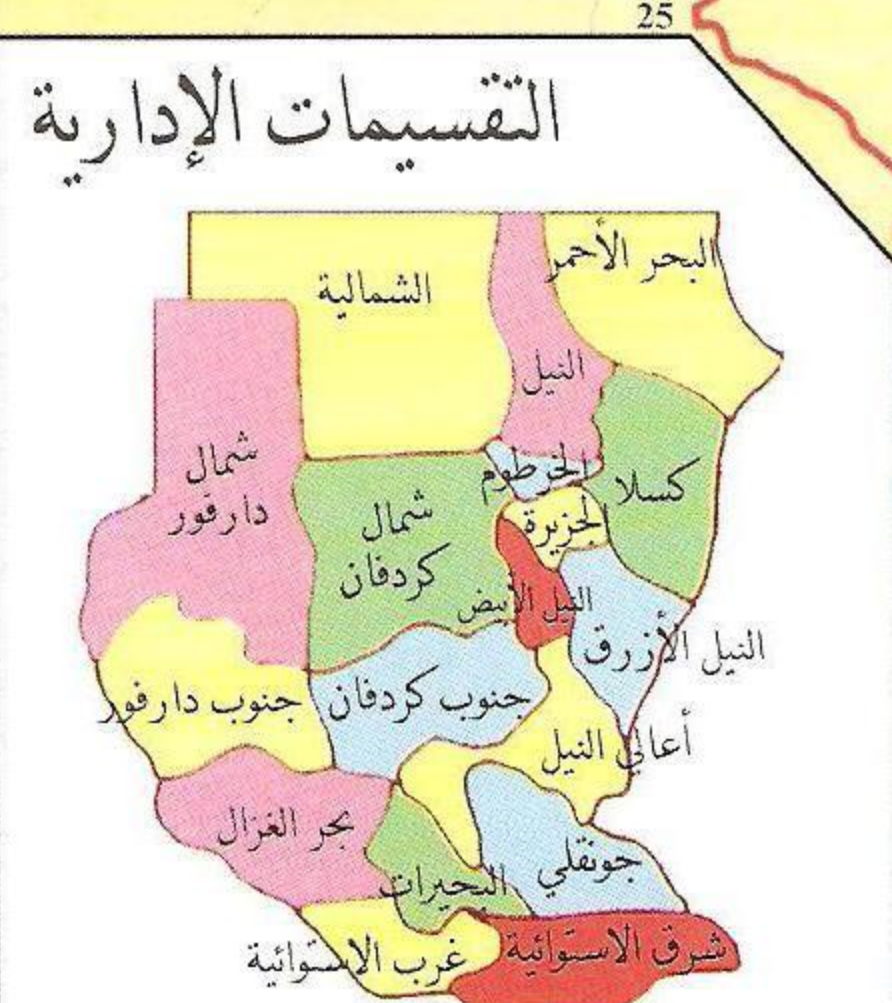 25
التقسيمات الإدارية
البحر الأحمر
الشمالية
النيل
شمال
دارفور
الخرطوم
كسلا
شمال
كردفان
الجزيرة
النيل الأبيض
النيل الأزرق
جنوب دارفور
جنوب كردفان
أعالي النيل
بحر الغزال
جونقلي
البحيرات
غرب الاستوائية
شرق الاستوائية